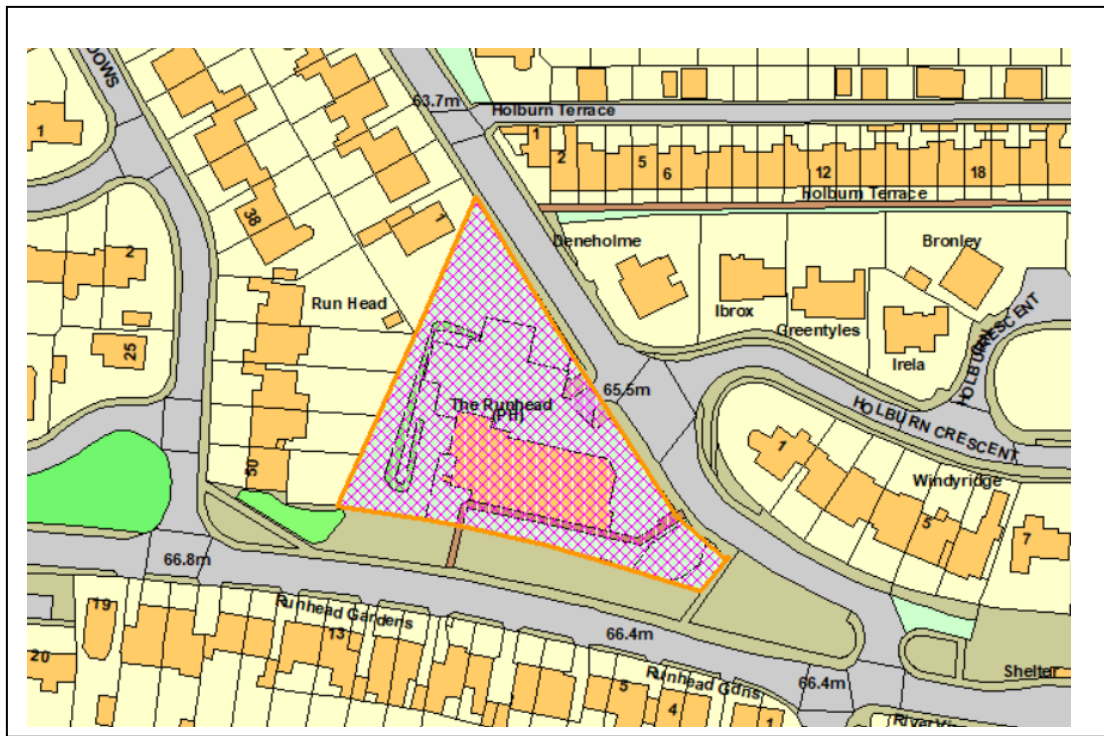 OOWS
63.7m
Holburn Terrace
1
1
2
5
6
12
18
Holburn Terrace
38
1
2
Deneholme
Bronley
Run Head
Ibrox
Greentyles
Irela
HOLBURN CRESCENT
25
65.5m
The Runhead
(PH)
HOLBURN CRESCENT
1
50
Windyridge
5
7
66.8m
Runhead Gardens
19
13
66.4m
20
Runhead Gdns
5
4
1
66.4m
Shelter